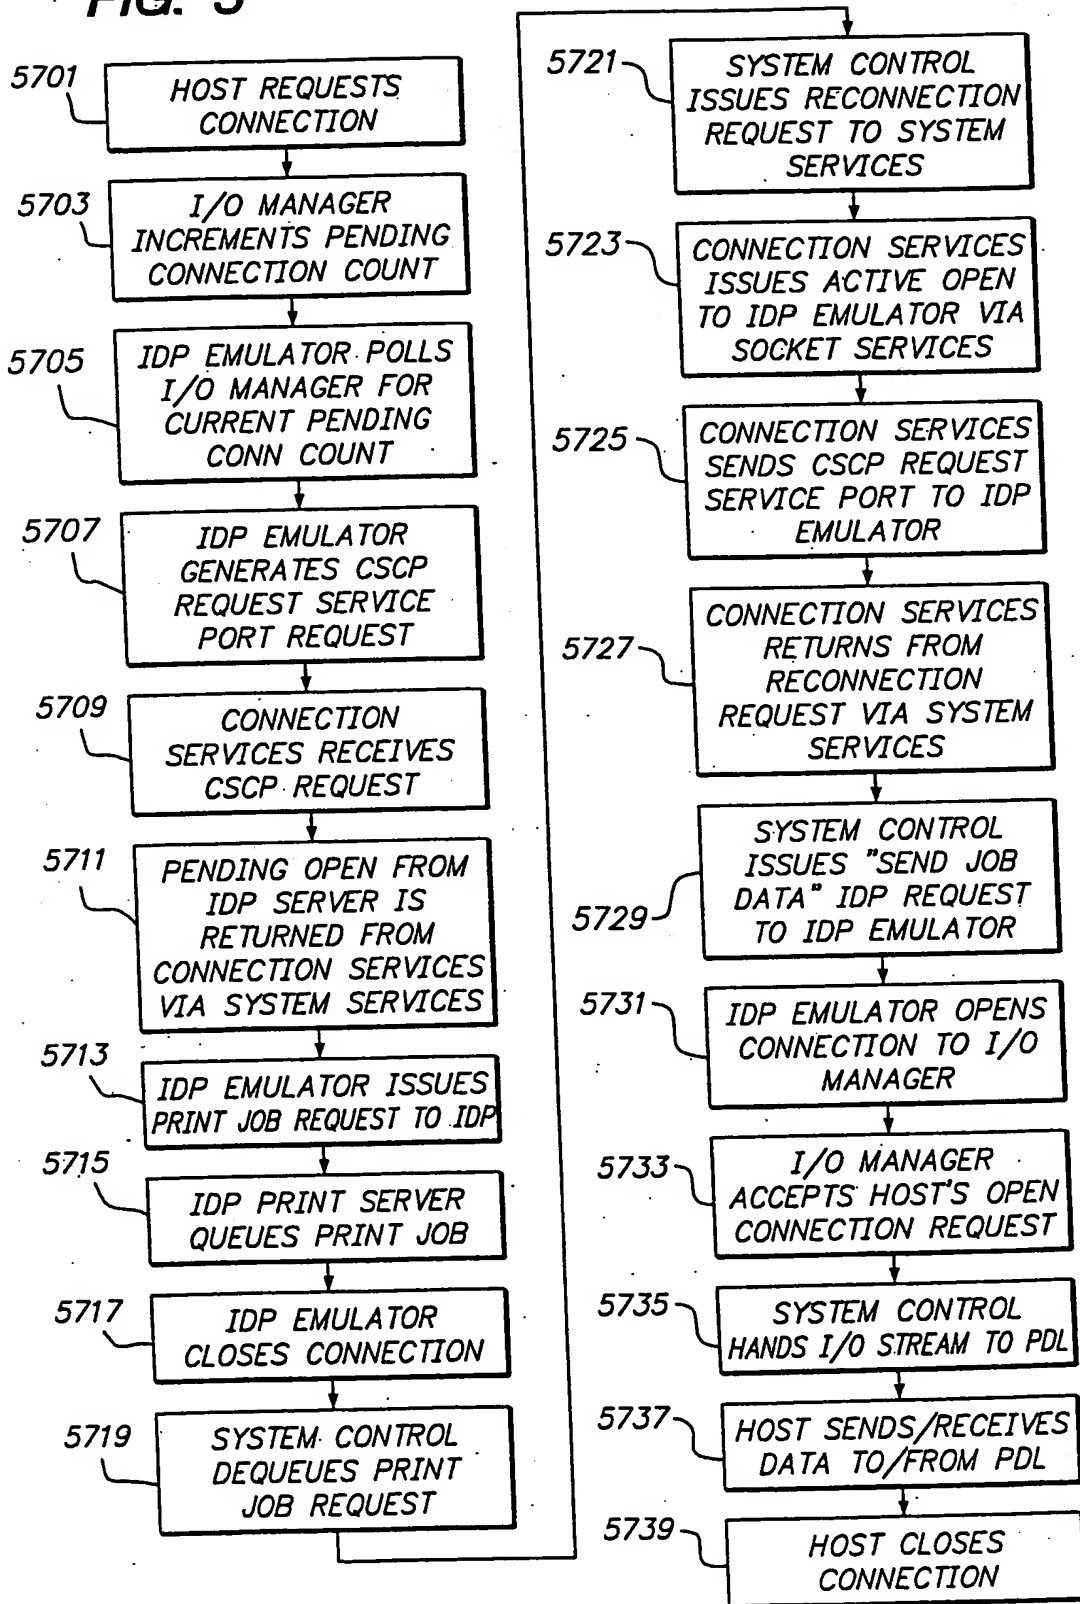 FIG. 5
5701
HOST REQUESTS
CONNECTION
5703
I/O MANAGER
INCREMENTS PENDING
CONNECTION COUNT
5705
IDP EMULATOR POLLS
I/O MANAGER FOR
CURRENT PENDING
CONN COUNT
5707
IDP EMULATOR
GENERATES CSCP
REQUEST SERVICE
PORT REQUEST
5709
CONNECTION
SERVICES RECEIVES
CSCP REQUEST
5711
PENDING OPEN FROM
IDP SERVER IS
RETURNED FROM
CONNECTION SERVICES
VIA SYSTEM SERVICES
5713
IDP EMULATOR ISSUES
PRINT JOB REQUEST TO IDP
5715
IDP PRINT SERVER
QUEUES PRINT JOB
5717
IDP EMULATOR
CLOSES CONNECTION
5719
SYSTEM CONTROL
DEQUEUES PRINT
JOB REQUEST
5721
SYSTEM CONTROL
ISSUES RECONNECTION
REQUEST TO SYSTEM
SERVICES
5723
CONNECTION SERVICES
ISSUES ACTIVE OPEN
TO IDP EMULATOR VIA
SOCKET SERVICES
5725
CONNECTION SERVICES
SENDS CSCP REQUEST
SERVICE PORT TO IDP
EMULATOR
5727
CONNECTION SERVICES
RETURNS FROM
RECONNECTION
REQUEST VIA SYSTEM
SERVICES
5729
SYSTEM CONTROL
ISSUES "SEND JOB
DATA" IDP REQUEST
TO IDP EMULATOR
5731
IDP EMULATOR OPENS
CONNECTION TO I/O
MANAGER
5733
I/O MANAGER
ACCEPTS HOST'S OPEN
CONNECTION REQUEST
5735
SYSTEM CONTROL
HANDS I/O STREAM TO PDL
5737
HOST SENDS/RECEIVES
DATA TO/FROM PDL
5739
HOST CLOSES
CONNECTION